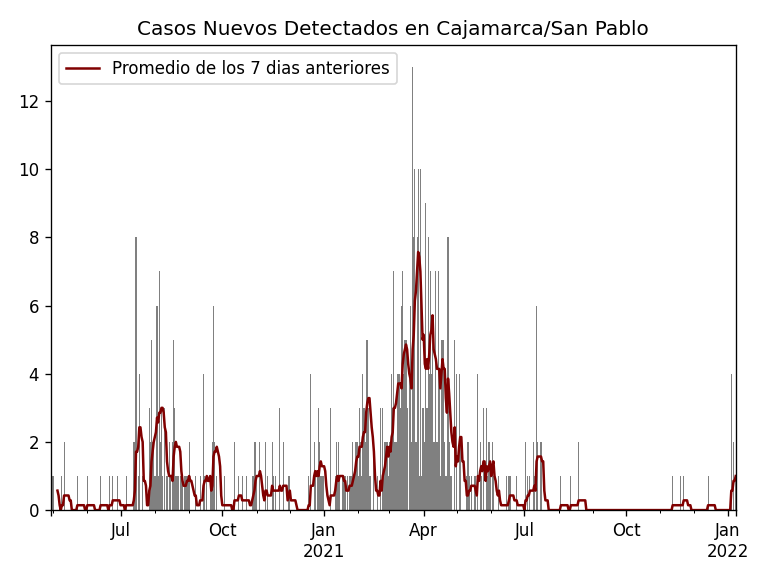 Casos Nuevos Detectados en Cajamarca/San Pablo
Promedio de los 7 dias anteriores
12
10
8
6
4
2
0
Jul Oct Jan Apr Jul Oct Jan
2021 2022